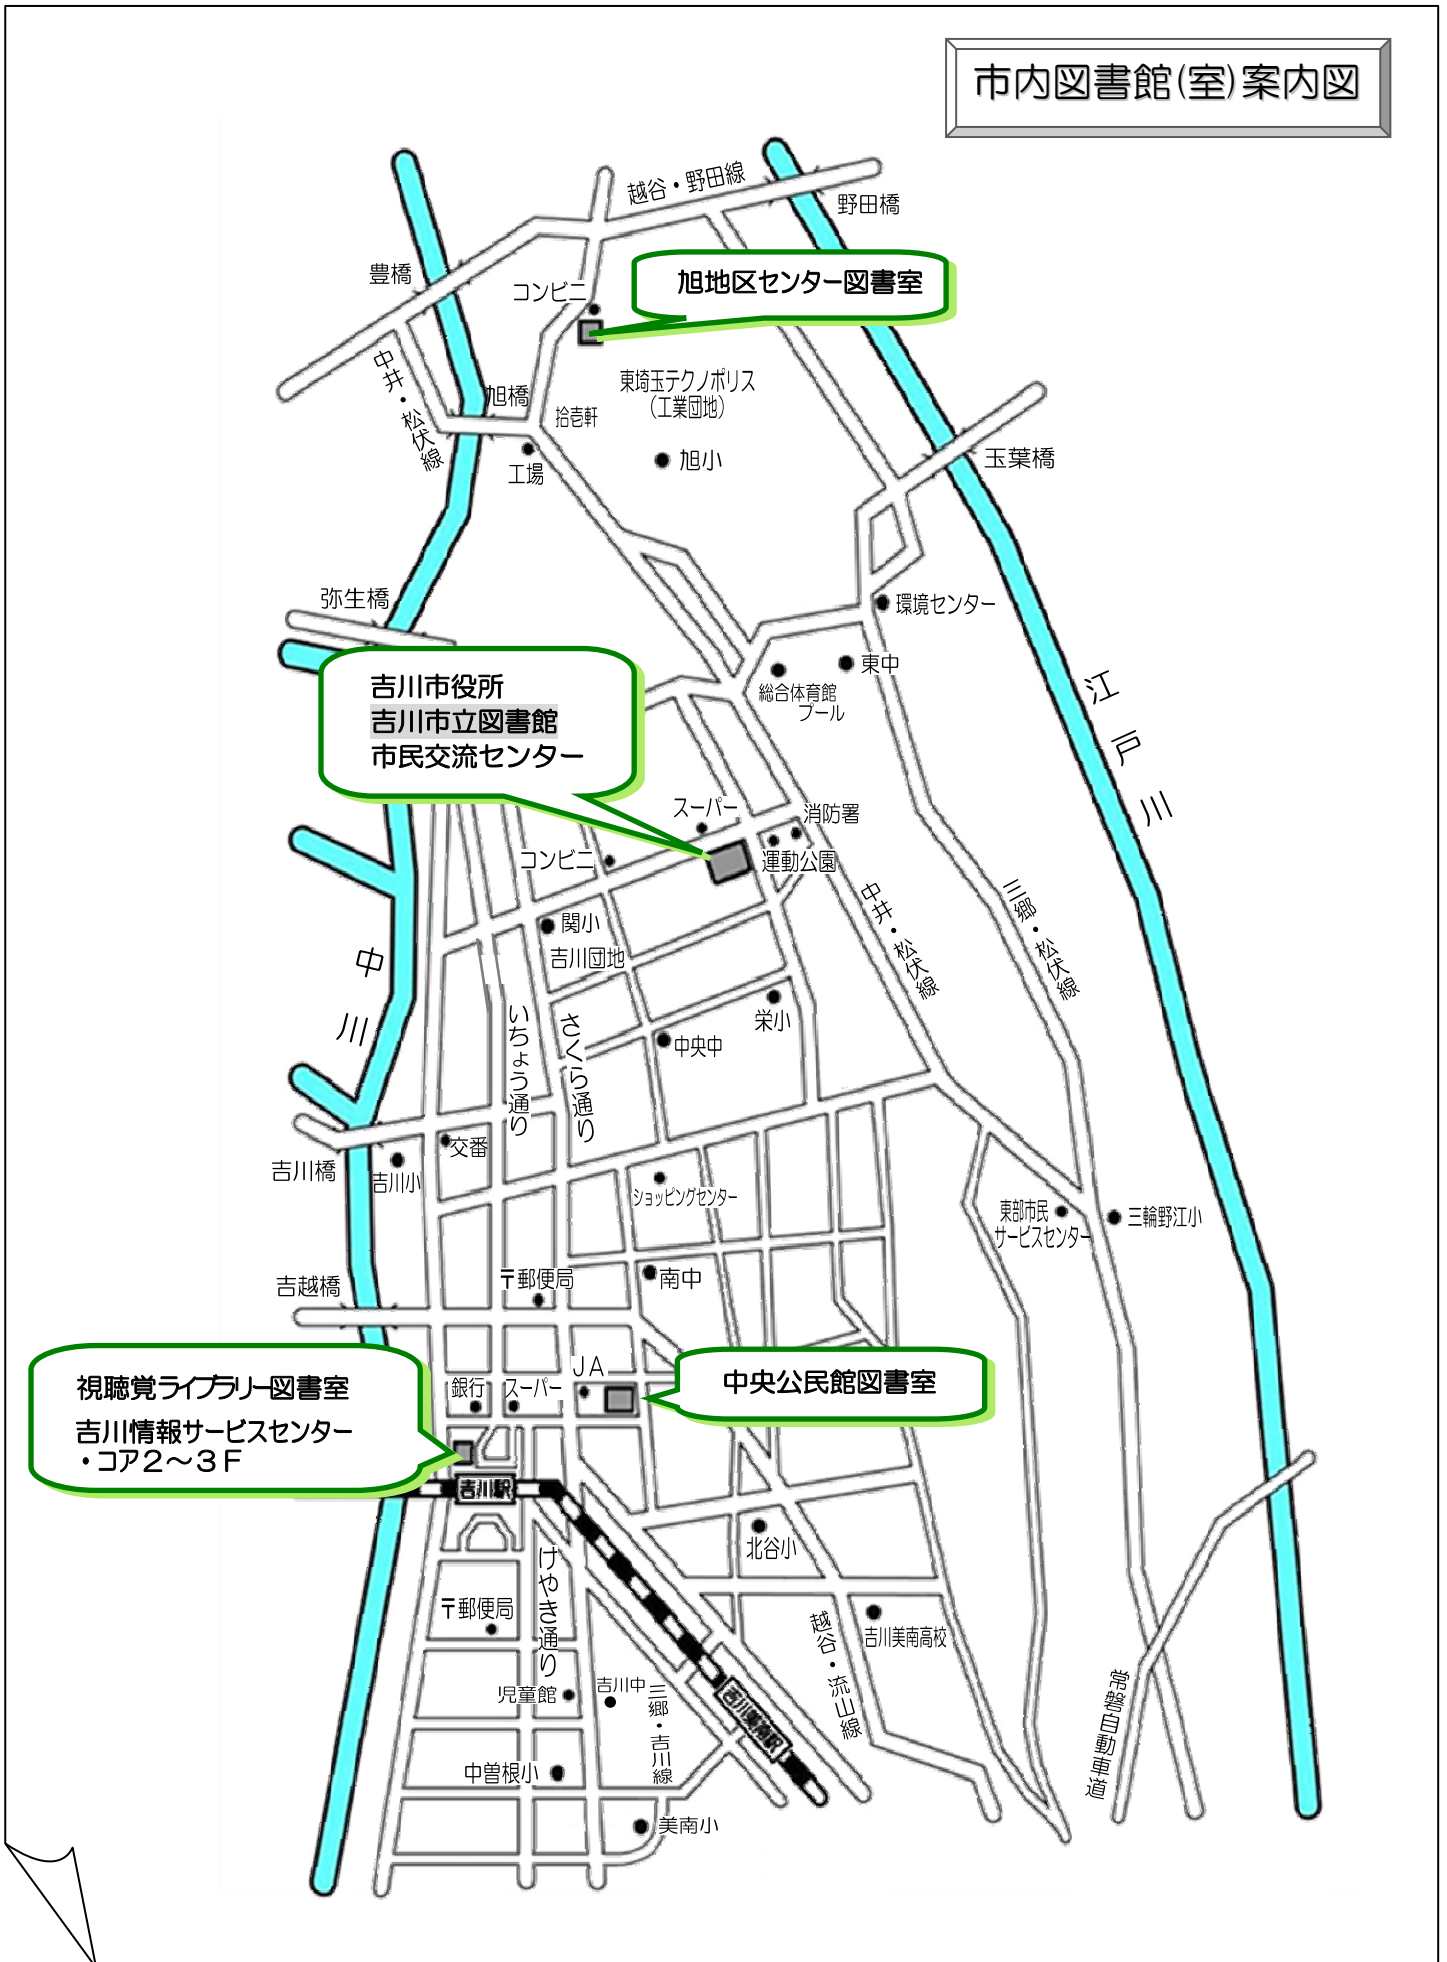 市内図書館(室)案内図
越谷・野田線
野田橋
豊橋
コンビニ
旭地区センター図書室
中井・松伏線
旭橋
拾壱軒
東埼玉テクノポリス
(工業団地)
工場
旭小
玉葉橋
弥生橋
環境センター
東中
総合体育館
プール
吉川市役所
吉川市立図書館
市民交流センター
江戸川
スーパー
消防署
コンビニ
運動公園
関小
吉川団地
中井・松伏線
三郷・松伏線
中川
いちょう通り
さくら通り
栄小
中央中
交番
吉川橋
吉川小
ショッピングセンター
東部市民
サービスセンター
三輪野江小
吉越橋
〒郵便局
南中
JA
銀行
スーパー
中央公民館図書室
視聴覚ライブラリー図書室
吉川情報サービスセンター
・コア2~3F
吉川駅
けやき通り
北谷小
〒郵便局
越谷・流山線
吉川美南高校
児童館
吉川中
三郷・吉川線
吉川美南駅
常磐自動車道
中曽根小
美南小